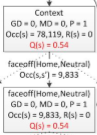 Context
GD = 0, MD = 0, P = 1
Occ(s) = 78,119, R(s) = 0
Q(s) = 0.54
faceoff{Home,Neutral}
Occ(s,s') = 9,833
faceoff{Home,Neutral}
GD = 0, MD = 0, P = 1
Occ(s) = 9,833, R(s) = 0
Q(s) = 0.54